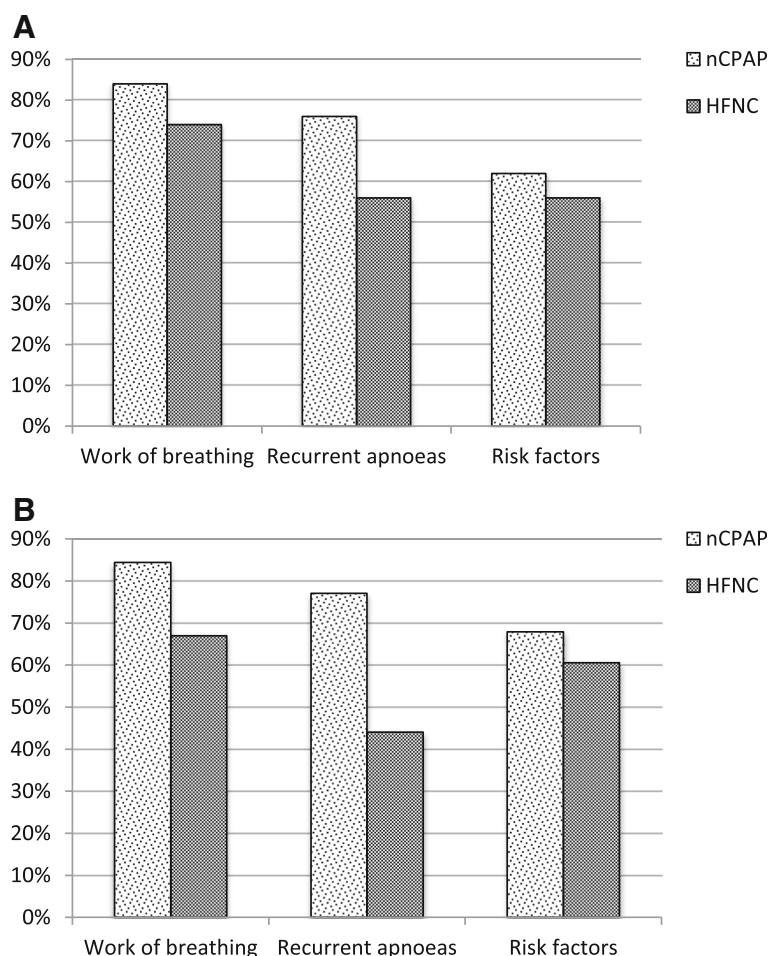 A
90%
80%
70%
60%
50%
40%
30%
20%
10%
0%
Work of breathing Recurrent apnoeas Risk factors
nCPAP
HFNC
B
90%
80%
70%
60%
50%
40%
30%
20%
10%
0%
Work of breathing Recurrent apnoeas Risk factors
nCPAP
HFNC